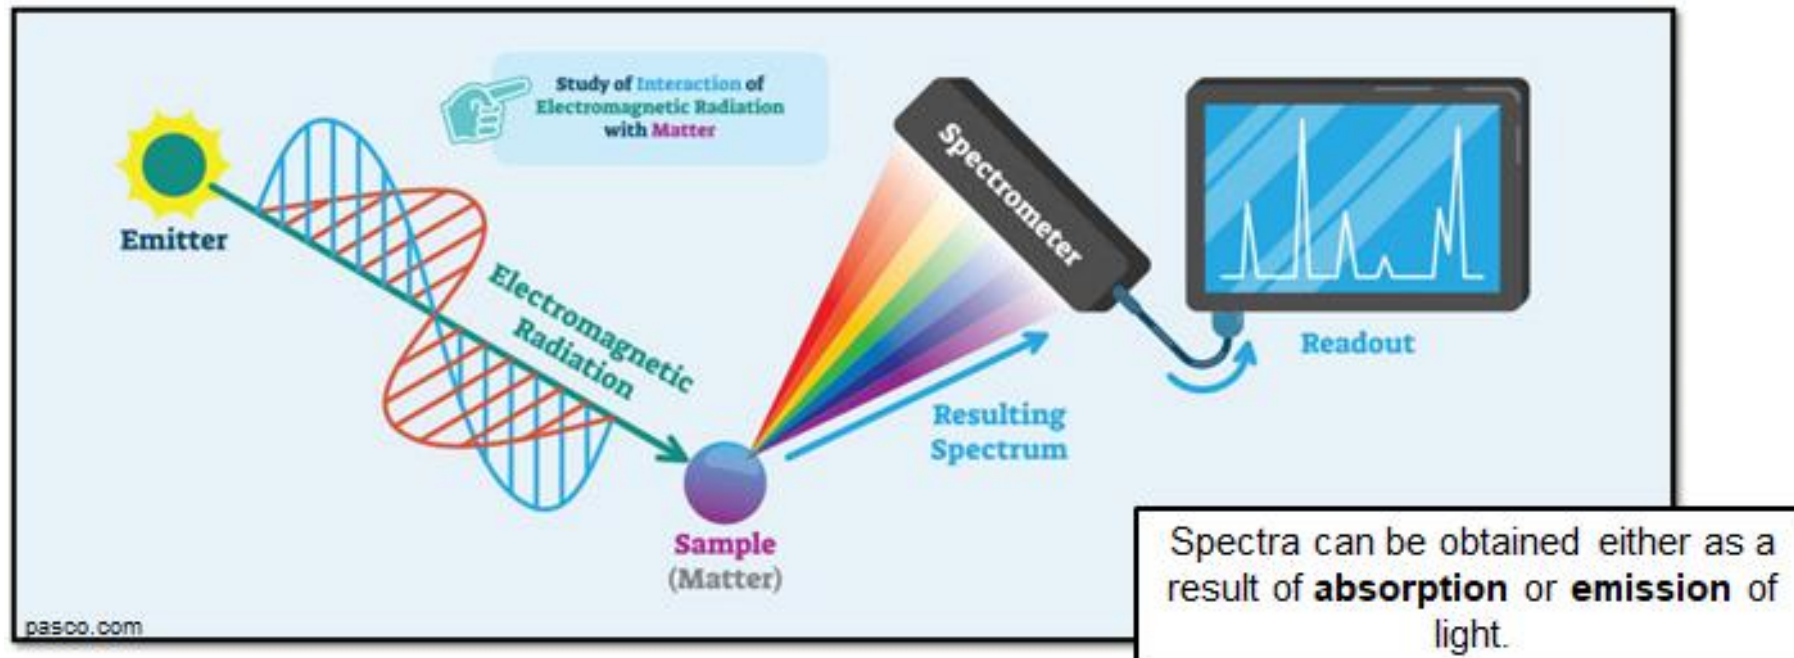 Study of Interaction of
Electromagnetic Radiation
with Matter
Emitter
Electromagnetic
Radiation
Sample
(Matter)
Spectrometer
Resulting
Spectrum
Readout
pasco.com
Spectra can be obtained either as a
result of absorption or emission of
light.